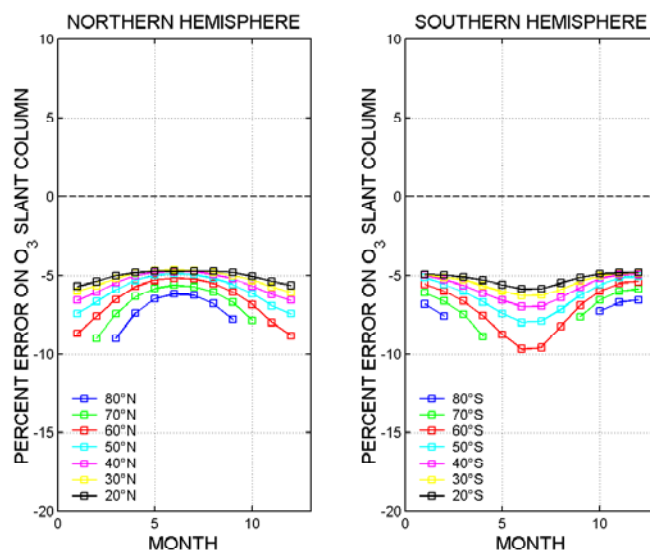 NORTHERN HEMISPHERE
PERCENT ERROR ON O3 SLANT COLUMN
10
5
0
-5
-10
-15
-20
80°N
70°N
60°N
50°N
40°N
30°N
20°N
0 5 10
MONTH
SOUTHERN HEMISPHERE
PERCENT ERROR ON O3 SLANT COLUMN
10
5
0
-5
-10
-15
-20
80°S
70°S
60°S
50°S
40°S
30°S
20°S
0 5 10
MONTH